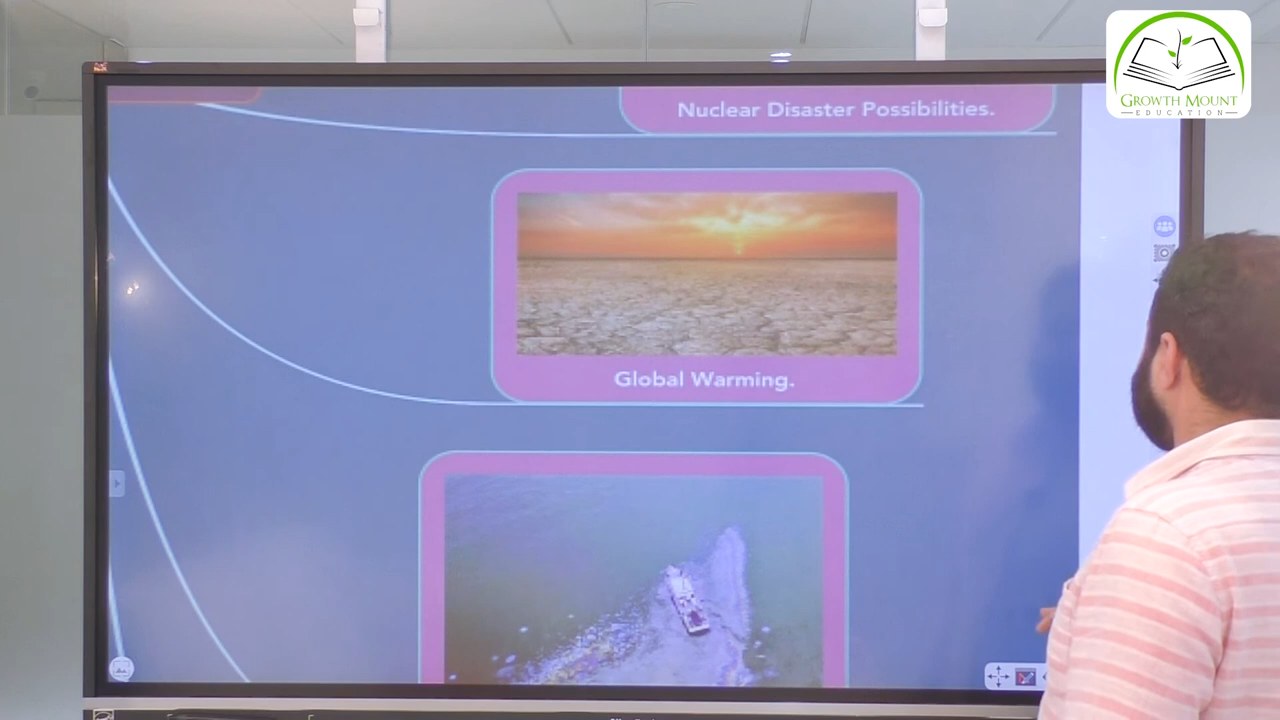 Nuclear Disaster Possibilities.
GROWTH MOUNT
EDUCATION
Global Warming.